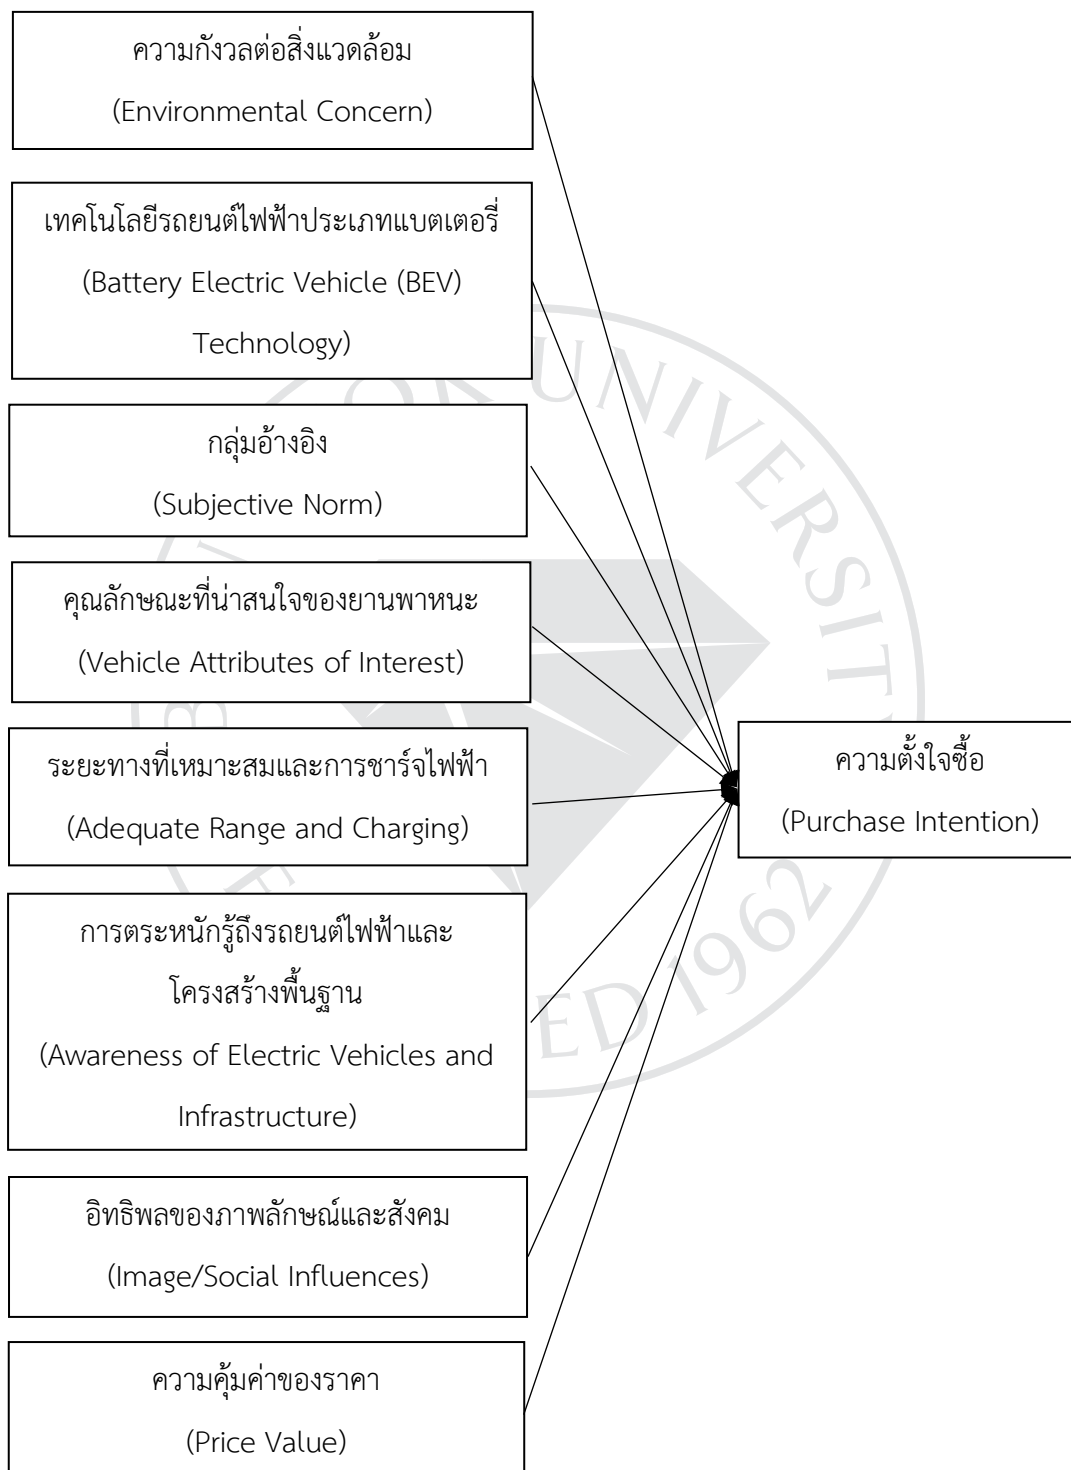 ความกังวลต่อสิ่งแวดล้อม
(Environmental Concern)
เทคโนโลยีรถยนต์ไฟฟ้าประเภทแบตเตอรี่
(Battery Electric Vehicle (BEV)
Technology)
กลุ่มอ้างอิง
(Subjective Norm)
คุณลักษณะที่น่าสนใจของยานพาหนะ
(Vehicle Attributes of Interest)
ระยะทางที่เหมาะสมและการชาร์จไฟฟ้า
(Adequate Range and Charging)
การตระหนักรู้ถึงรถยนต์ไฟฟ้าและ
โครงสร้างพื้นฐาน
(Awareness of Electric Vehicles and
Infrastructure)
อิทธิพลของภาพลักษณ์และสังคม
(Image/Social Influences)
ความคุ้มค่าของราคา
(Price Value)
ความตั้งใจซื้อ
(Purchase Intention)
UNIVERSIT
ED 1962